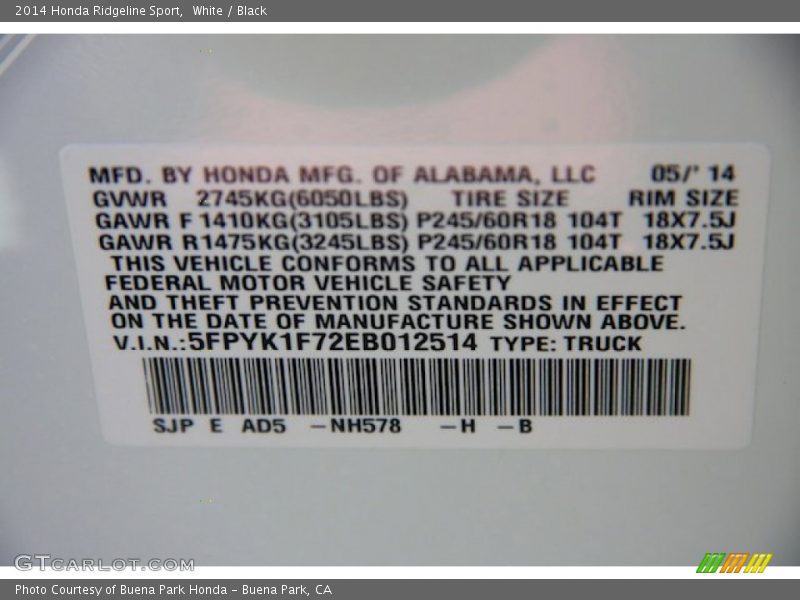 2014 Honda Ridgeline Sport,  White / Black
MFD. BY HONDA MFG. OF ALABAMA, LLC 05/' 14
GVWR 2745KG(6050LBS) TIRE SIZE RIM SIZE
GAWR F 1410KG(3105LBS) P245/60R18 104T 18X7.5J
GAWR R1475KG(3245LBS) P245/60R18 104T 18X7.5J
THIS VEHICLE CONFORMS TO ALL APPLICABLE
FEDERAL MOTOR VEHICLE SAFETY
AND THEFT PREVENTION STANDARDS IN EFFECT
ON THE DATE OF MANUFACTURE SHOWN ABOVE.
V.I.N.:5FPYK1F72EB012514 TYPE: TRUCK
SJP E AD5 -NH578 -H -B
GTCARLOT.COM
Photo Courtesy of Buena Park Honda - Buena Park, CA